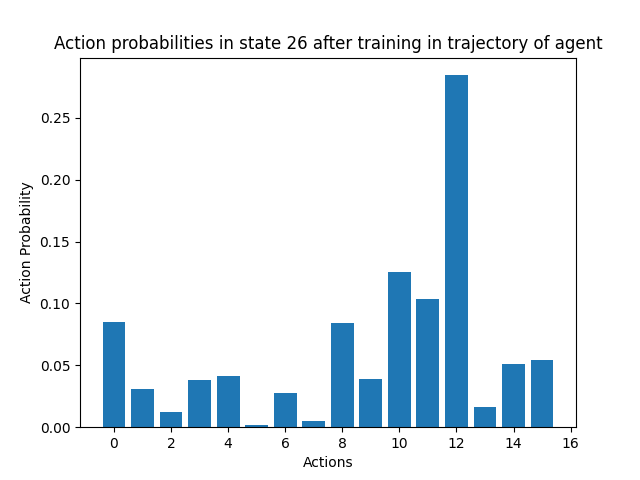 Action probabilities in state 26 after training in trajectory of agent
0.25
0.20
0.15
0.10
0.05
0.00
Action Probability
0 2 4 6 8 10 12 14 16
Actions